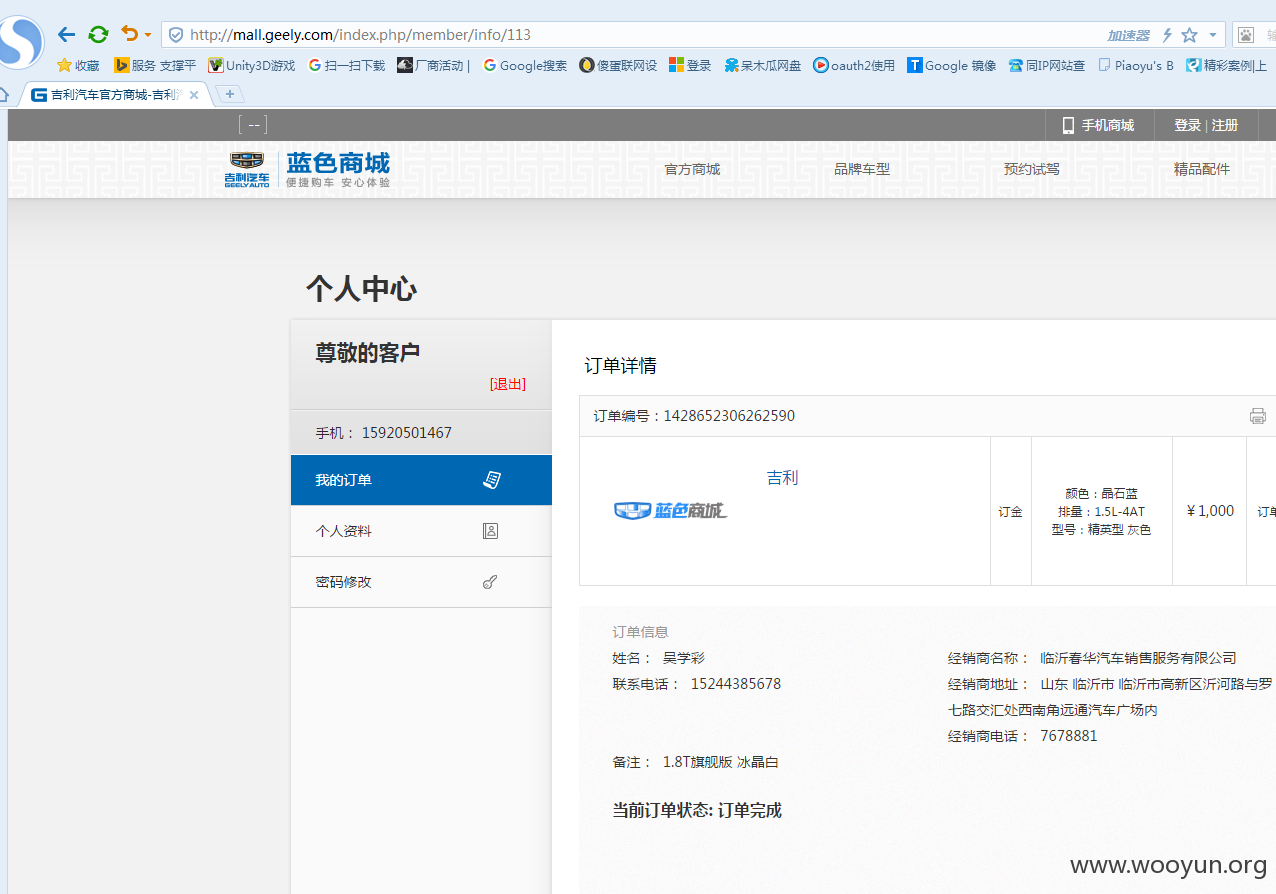 http://mall.geely.com/index.php/member/info/113
加速器
收藏 服务 支撑平 Unity3D游戏 扫一扫下载 厂商活动 | Google搜索 傻蛋联网设 登录 呆木瓜网盘 oauth2使用 Google 镜像 同IP网站查 Piaoyu's B 精彩案例|上
吉利汽车官方商城-吉利汽
[ -- ]
手机商城 登录 | 注册
吉利汽车
GEELY AUTO
蓝色商城
便捷购车 安心体验
官方商城 品牌车型 预约试驾 精品配件
个人中心
尊敬的客户
[退出]
手机： 15920501467
我的订单
个人资料
密码修改
订单详情
订单编号：1428652306262590
吉利
蓝色商城
订金
颜色：晶石蓝
排量：1.5L-4AT
型号：精英型 灰色
￥1,000
订单
订单信息
姓名： 吴学彩
联系电话： 15244385678
备注： 1.8T旗舰版 冰晶白
经销商名称： 临沂春华汽车销售服务有限公司
经销商地址： 山东 临沂市 临沂市高新区沂河路与罗
七路交汇处西南角远通汽车广场内
经销商电话： 7678881
当前订单状态: 订单完成
www.wooyun.org